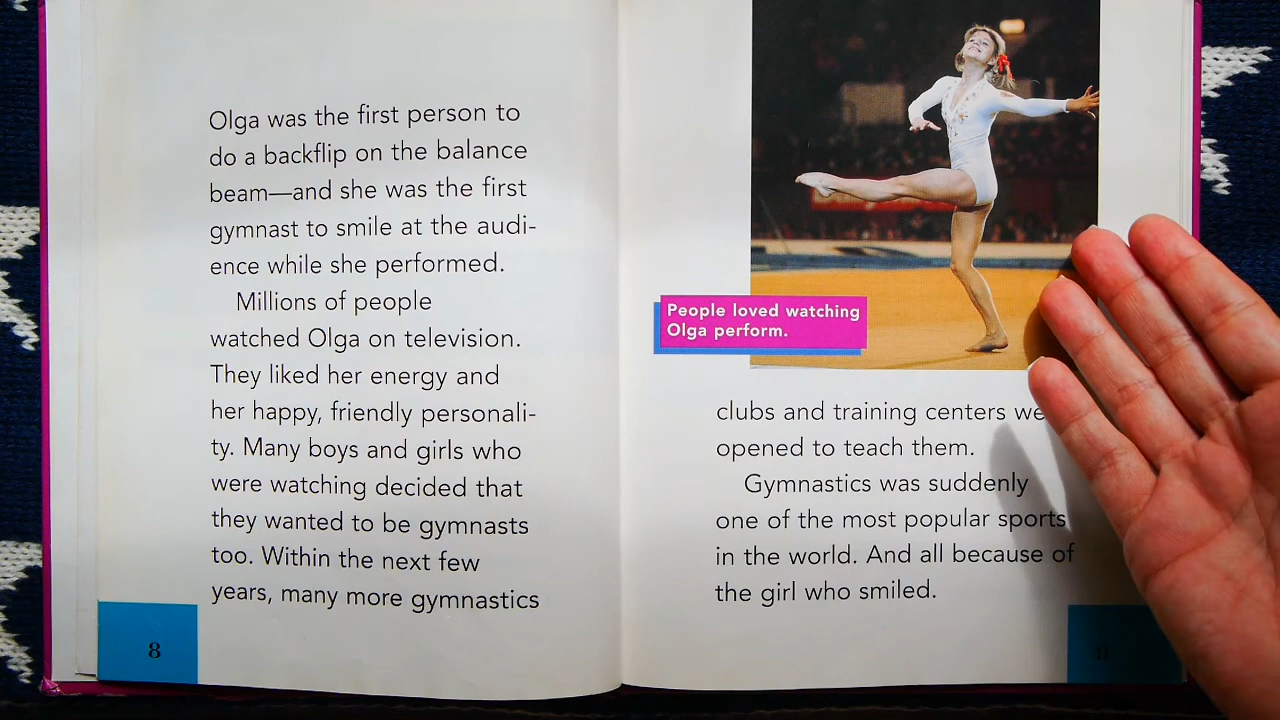 Olga was the first person to
do a backflip on the balance
beam—and she was the first
gymnast to smile at the audi-
ence while she performed.
Millions of people
watched Olga on television.
They liked her energy and
her happy, friendly personali-
ty. Many boys and girls who
were watching decided that
they wanted to be gymnasts
too. Within the next few
years, many more gymnastics
8
People loved watching
Olga perform.
clubs and training centers
opened to teach them.
Gymnastics was suddenly
one of the most popular sports
in the world. And all because of
the girl who smiled.